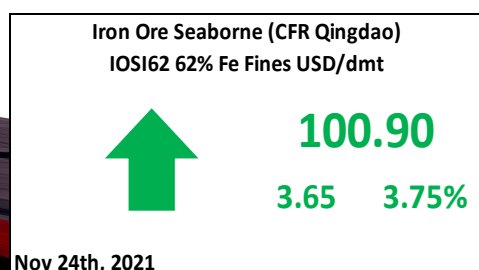 Iron Ore Seaborne (CFR Qingdao)
IOSI62 62% Fe Fines USD/dmt
100.90
3.65 3.75%
Nov 24th, 2021